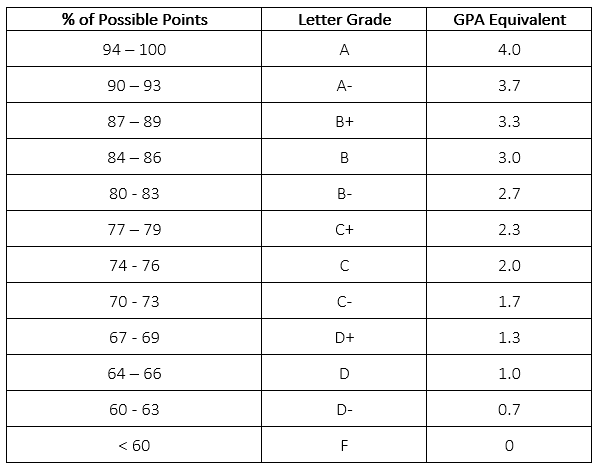 % of Possible Points Letter Grade GPA Equivalent
94 – 100 A 4.0
90 – 93 A- 3.7
87 – 89 B+ 3.3
84 – 86 B 3.0
80 - 83 B- 2.7
77 – 79 C+ 2.3
74 - 76 C 2.0
70 - 73 C- 1.7
67 - 69 D+ 1.3
64 – 66 D 1.0
60 - 63 D- 0.7
< 60 F 0